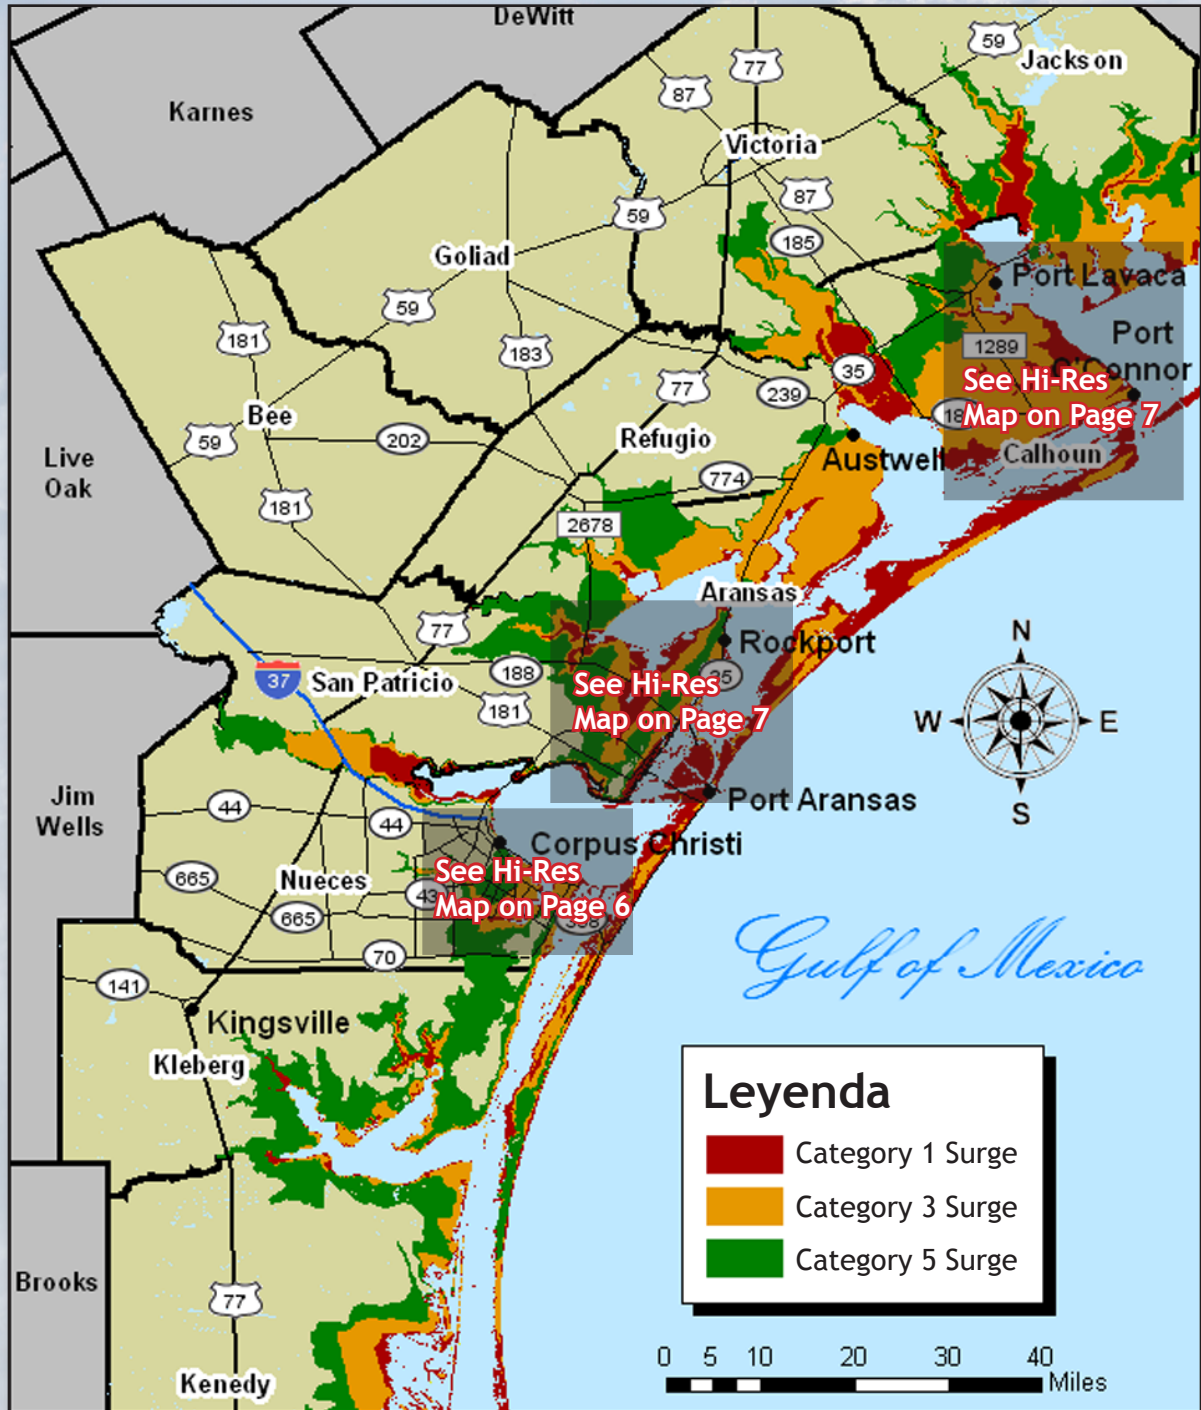 DeWitt
59
Jackson
77
87
Karnes
Victoria
87
59
185
Goliad
Port Lavaca
59
181
183
1289
Port
O'Connor
35
See Hi-Res
Map on Page 7
77
239
Bee
59
202
Refugio
Calhoun
Austwell
Live
Oak
774
181
2678
Aransas
77
Rockport
N
188
35
37
San Patricio
See Hi-Res
Map on Page 7
181
W
E
Jim
Wells
44
S
Port Aransas
44
Corpus Christi
665
Nueces
43
See Hi-Res
Map on Page 6
665
70
Gulf of Mexico
141
Kingsville
Kleberg
Leyenda
Category 1 Surge
Category 3 Surge
Category 5 Surge
Brooks
77
0 5 10 20 30 40
Miles
Kenedy